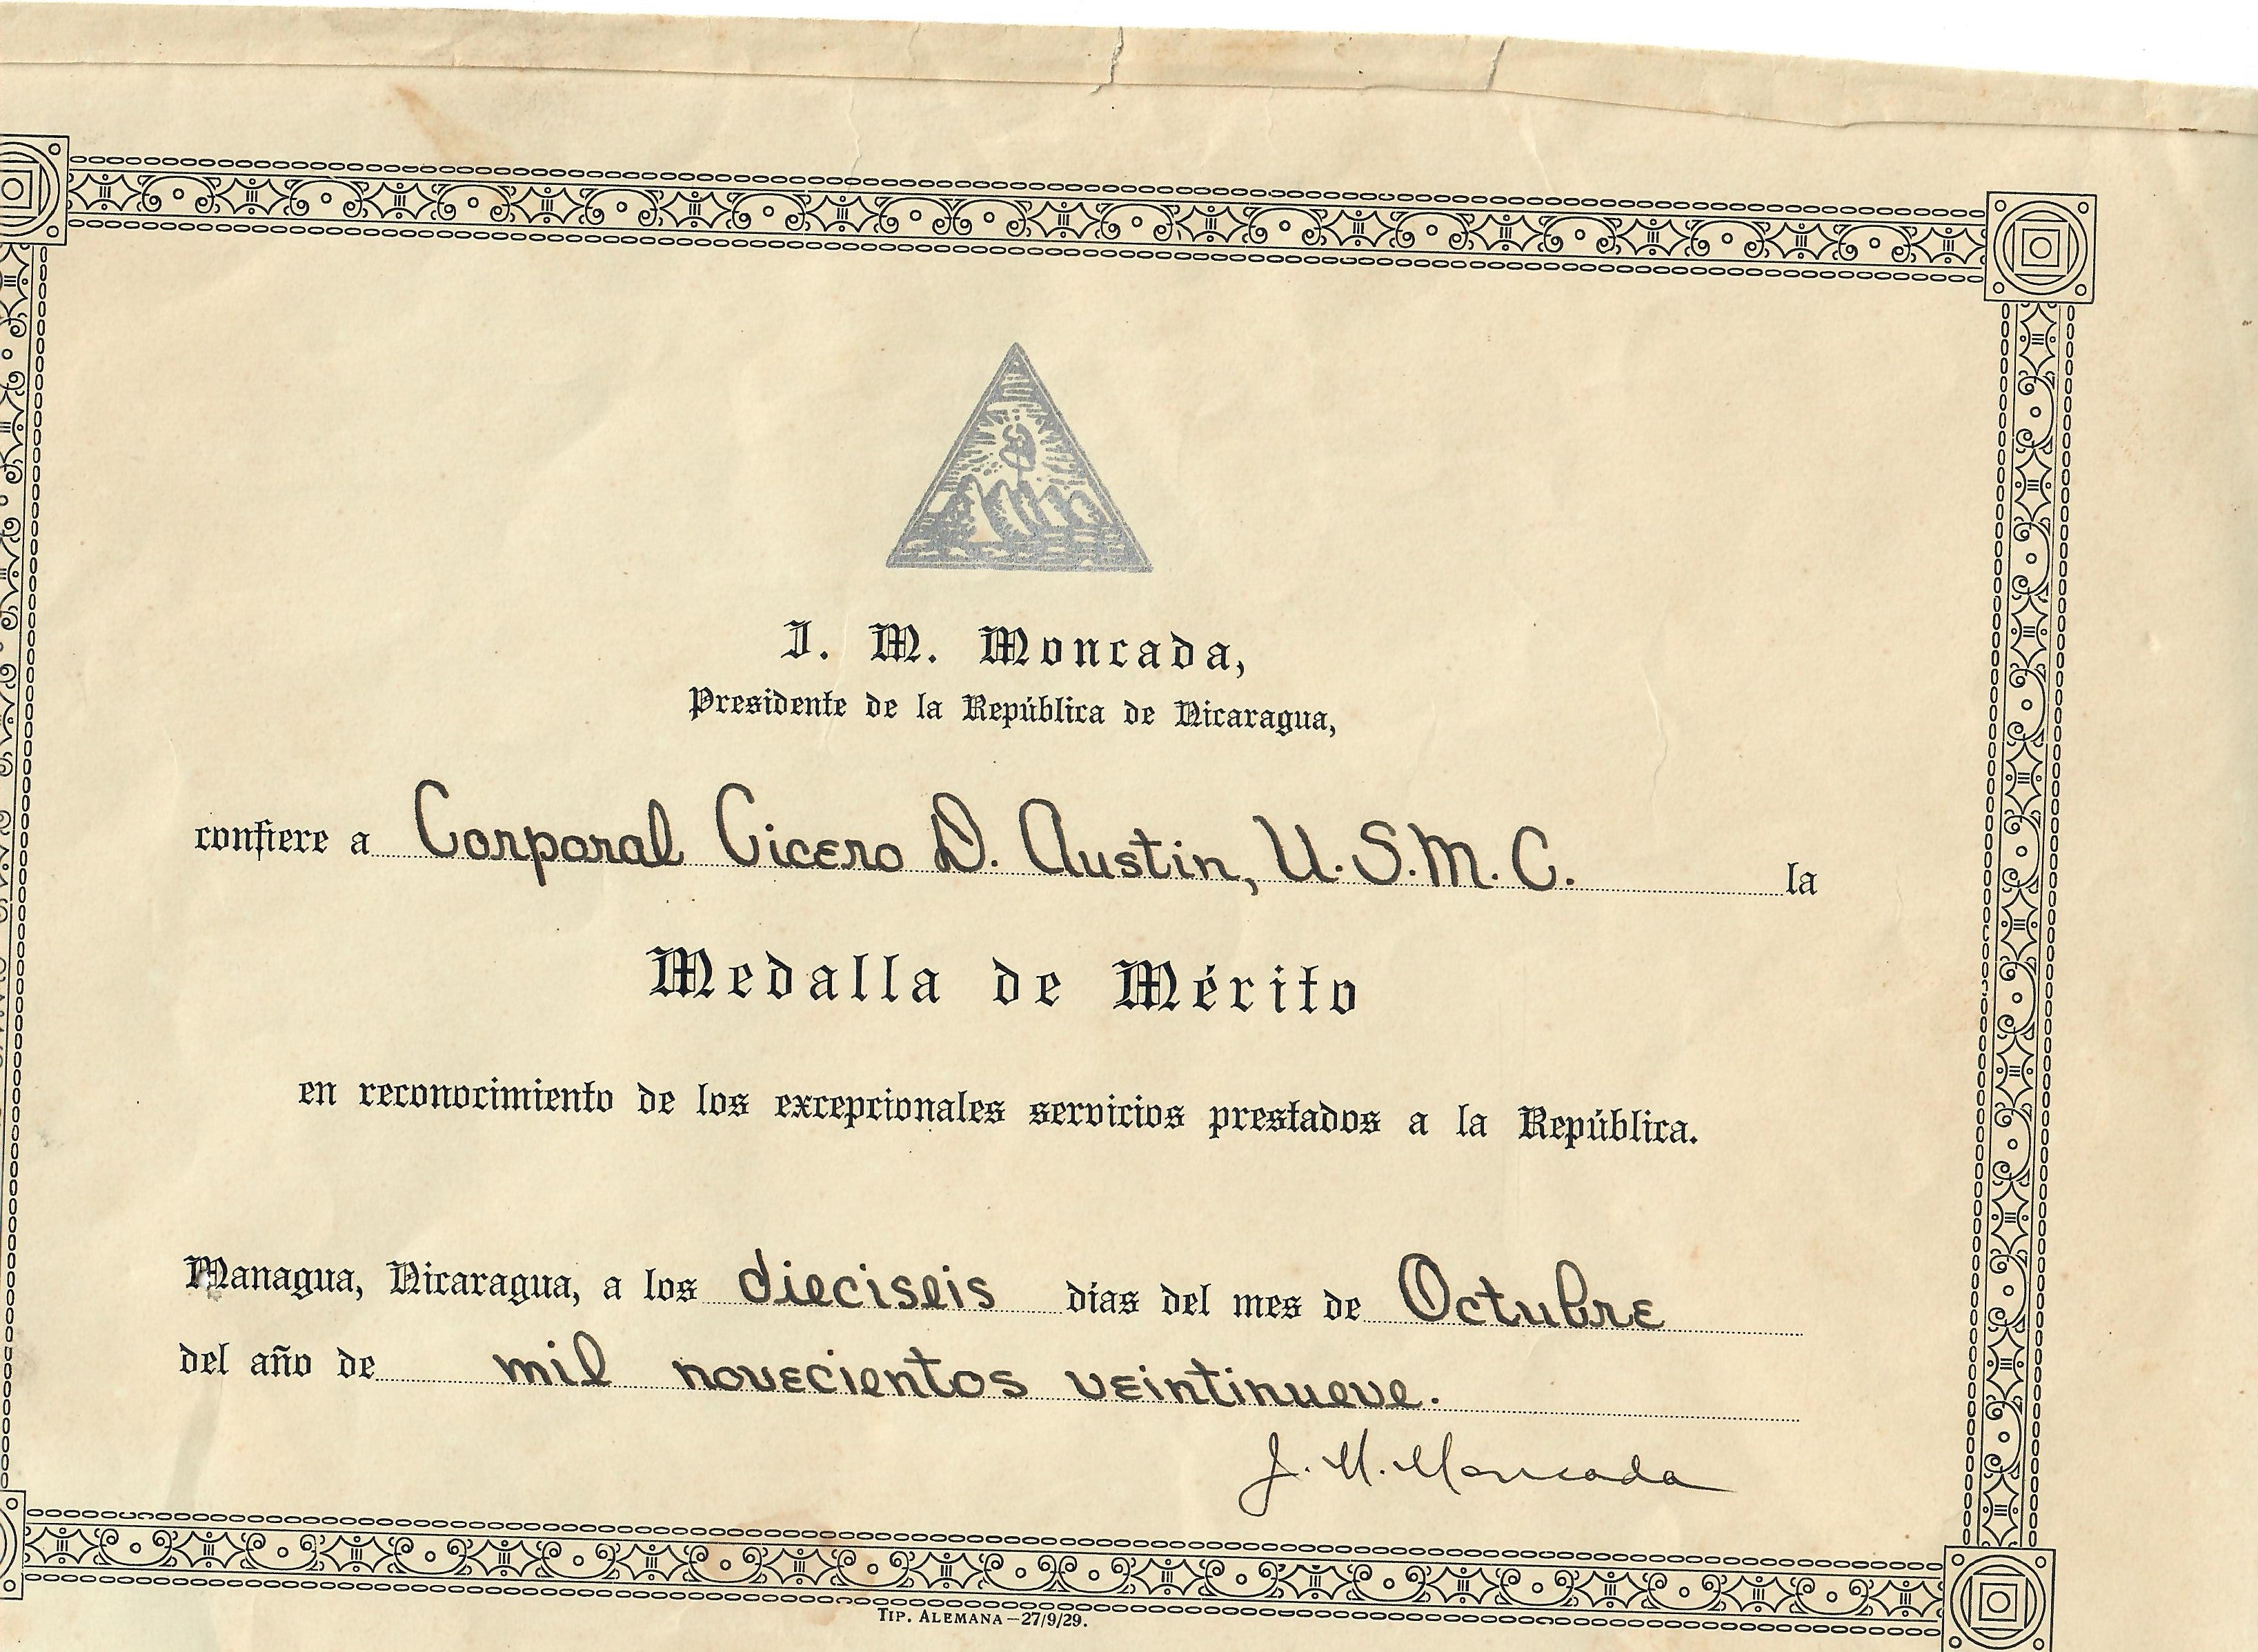 J. M. Moncada,
Presidente de la República de Nicaragua,
confiere a Corporal Cicero D. Austin, U.S.M.C. la
Medalla de Mérito
en reconocimiento de los excepcionales servicios prestados a la República.
Managua, Nicaragua, a los dieciseis días del mes de Octubre
del año de mil novecientos veintinueve.
J. M. Moncada
TIP. ALEMANA—27/9/29.